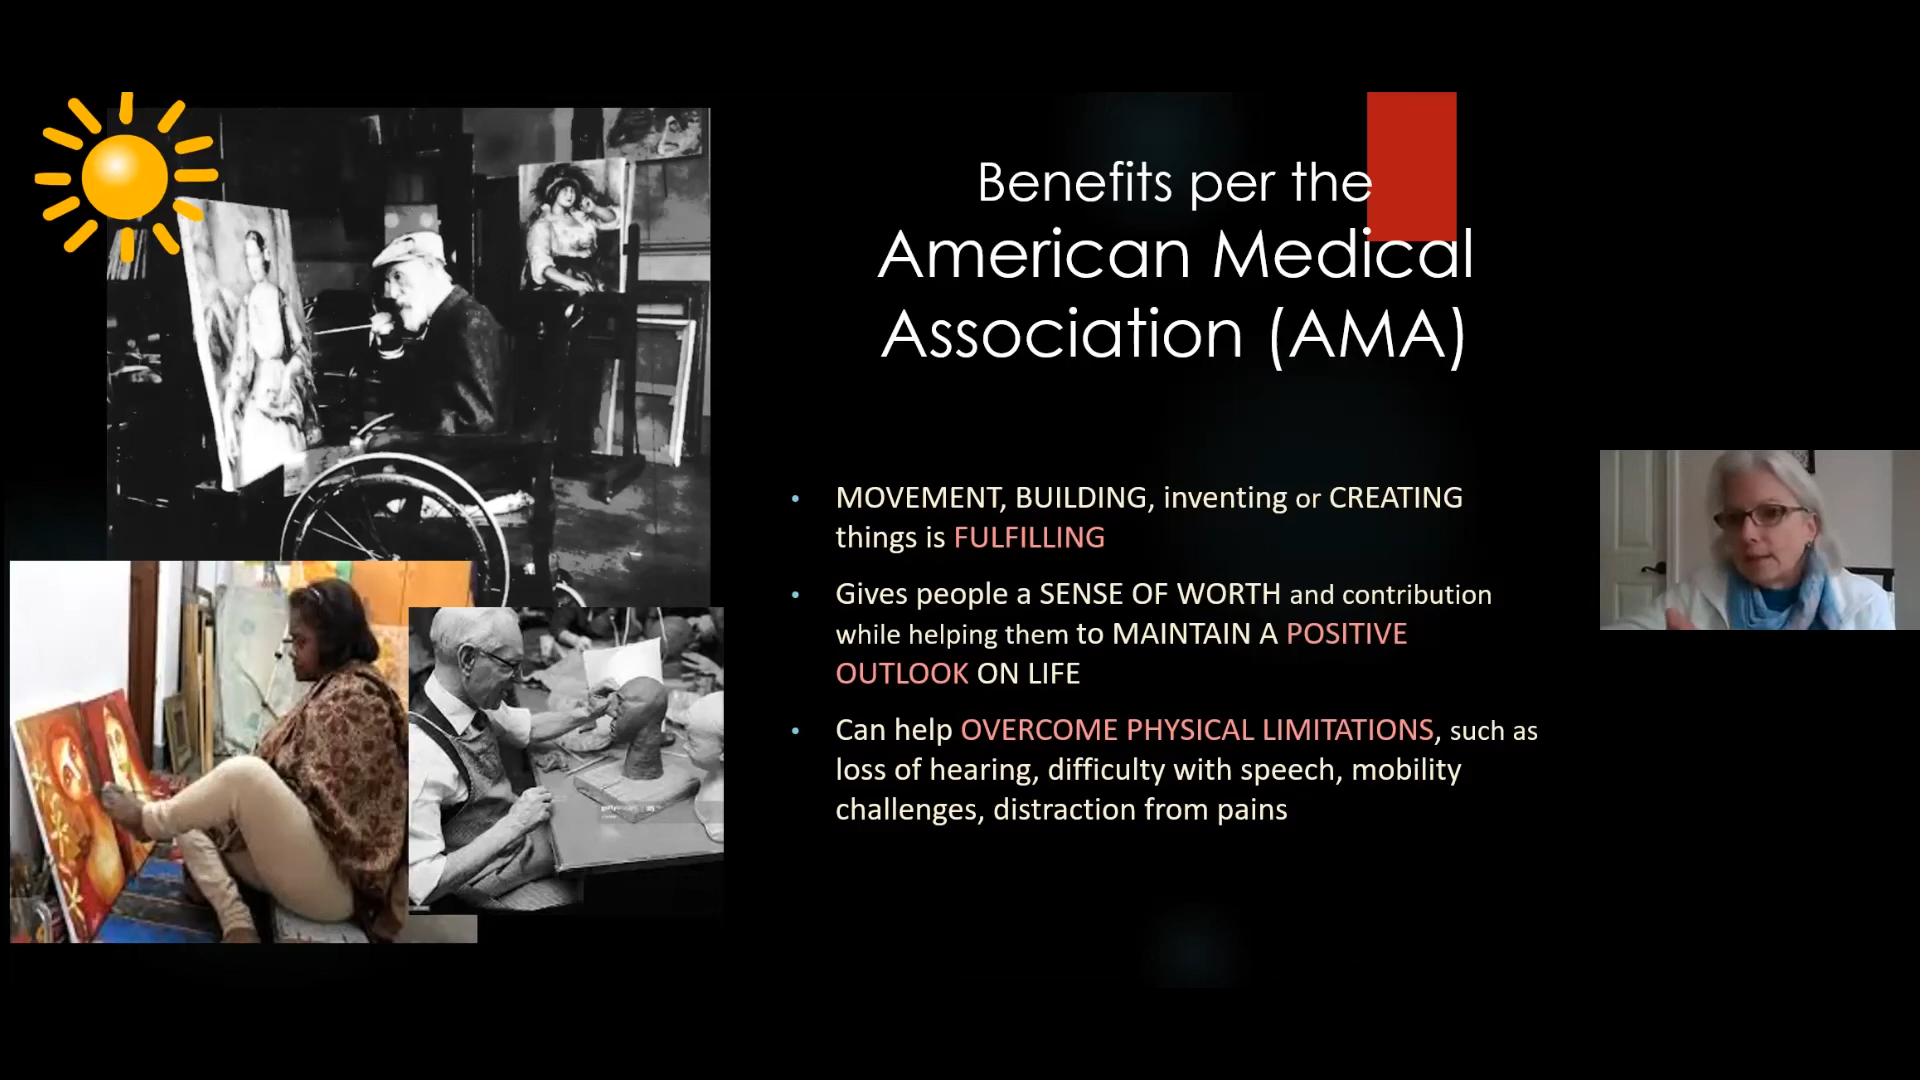 Benefits per the
American Medical
Association (AMA)
• MOVEMENT, BUILDING, inventing or CREATING
things is FULFILLING
• Gives people a SENSE OF WORTH and contribution
while helping them to MAINTAIN A POSITIVE
OUTLOOK ON LIFE
• Can help OVERCOME PHYSICAL LIMITATIONS, such as
loss of hearing, difficulty with speech, mobility
challenges, distraction from pains